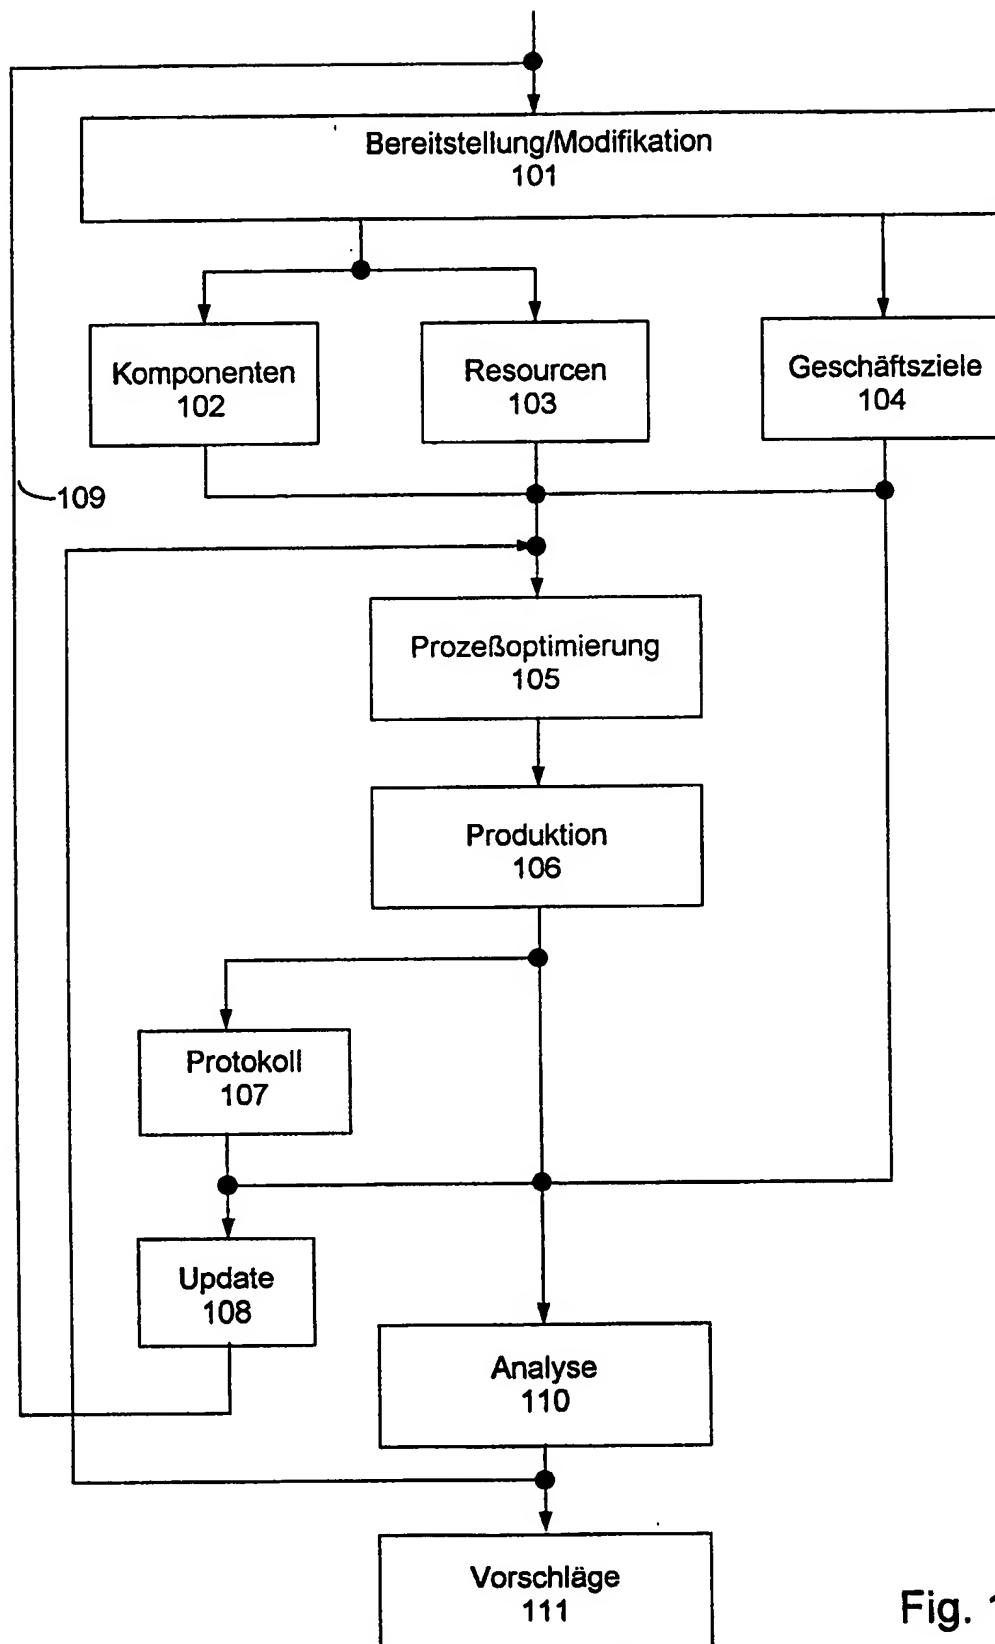 Bereitstellung/Modifikation
101
Komponenten
102
Resourcen
103
Geschäftsziele
104
109
Prozeßoptimierung
105
Produktion
106
Protokoll
107
Update
108
Analyse
110
Vorschläge
111
Fig. 1